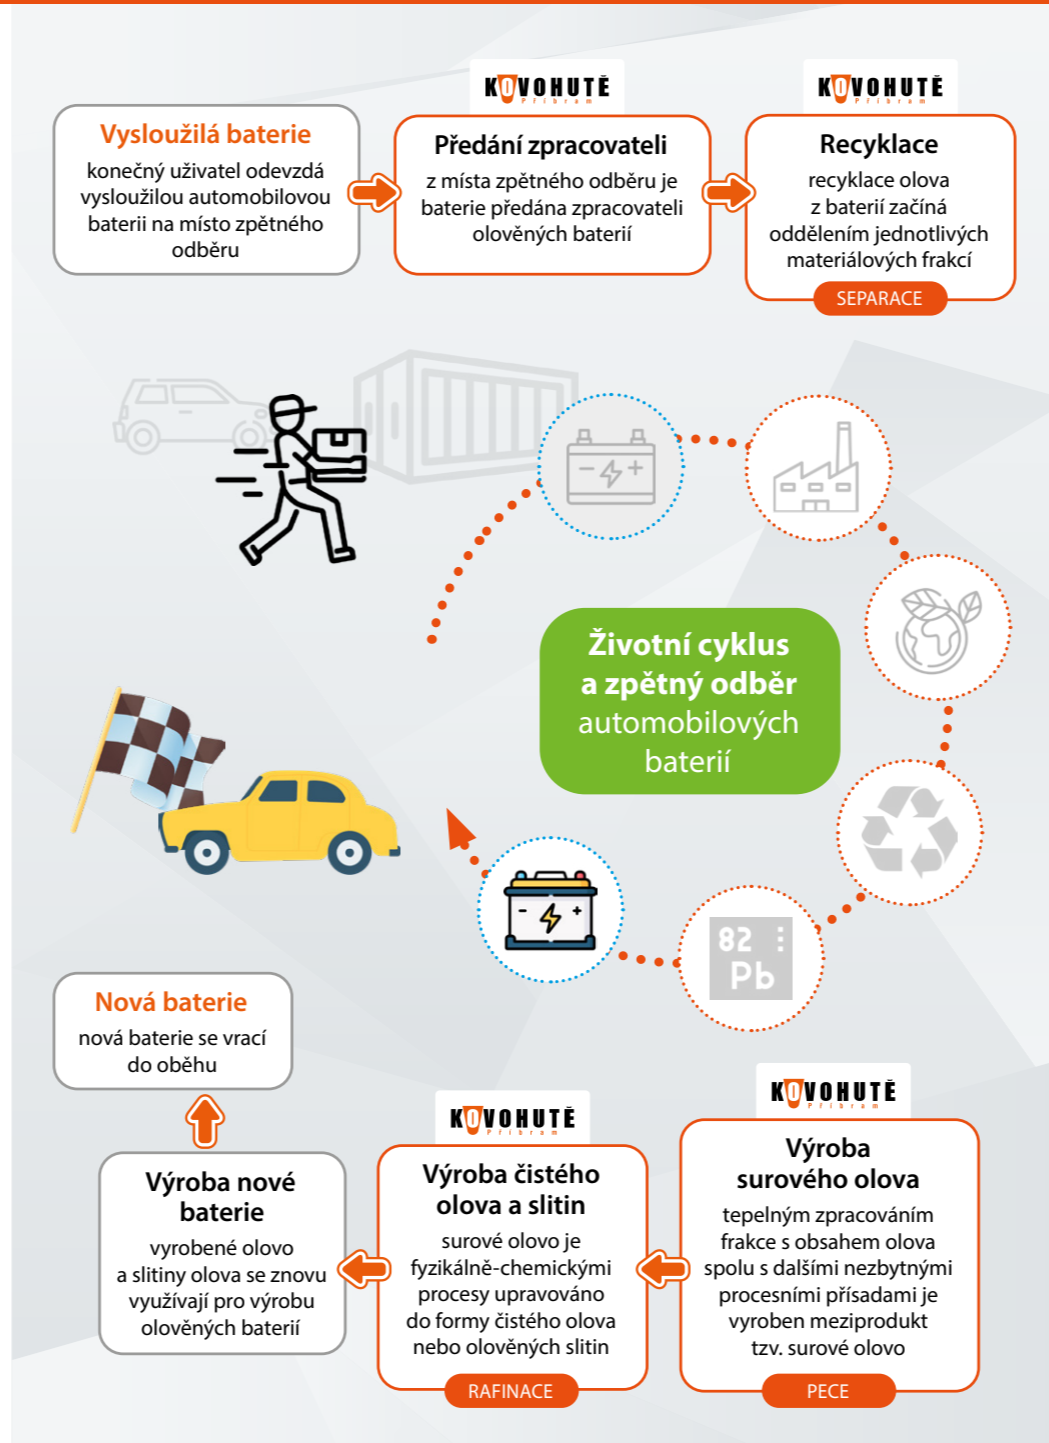 KOVOHUTĚ
Příbram
KOVOHUTĚ
Příbram
Vysloužilá baterie
konečný uživatel odevzdá
vysloužilou automobilovou
baterii na místo zpětného
odběru
Předání zpracovateli
z místa zpětného odběru je
baterie předána zpracovateli
olověných baterií
Recyklace
recyklace olova
z baterií začíná
oddělením jednotlivých
materiálových frakcí
SEPARACE
Životní cyklus
a zpětný odběr
automobilových
baterií
82
Pb
Nová baterie
nová baterie se vrací
do oběhu
Výroba nové
baterie
vyrobené olovo
a slitiny olova se znovu
využívají pro výrobu
olověných baterií
KOVOHUTĚ
Příbram
Výroba čistého
olova a slitin
surové olovo je
fyzikálně-chemickými
procesy upravováno
do formy čistého olova
nebo olověných slitin
RAFINACE
KOVOHUTĚ
Příbram
Výroba
surového olova
tepelným zpracováním
frakce s obsahem olova
spolu s dalšími nezbytnými
procesními přísadami je
vyroben meziprodukt
tzv. surové olovo
PECE